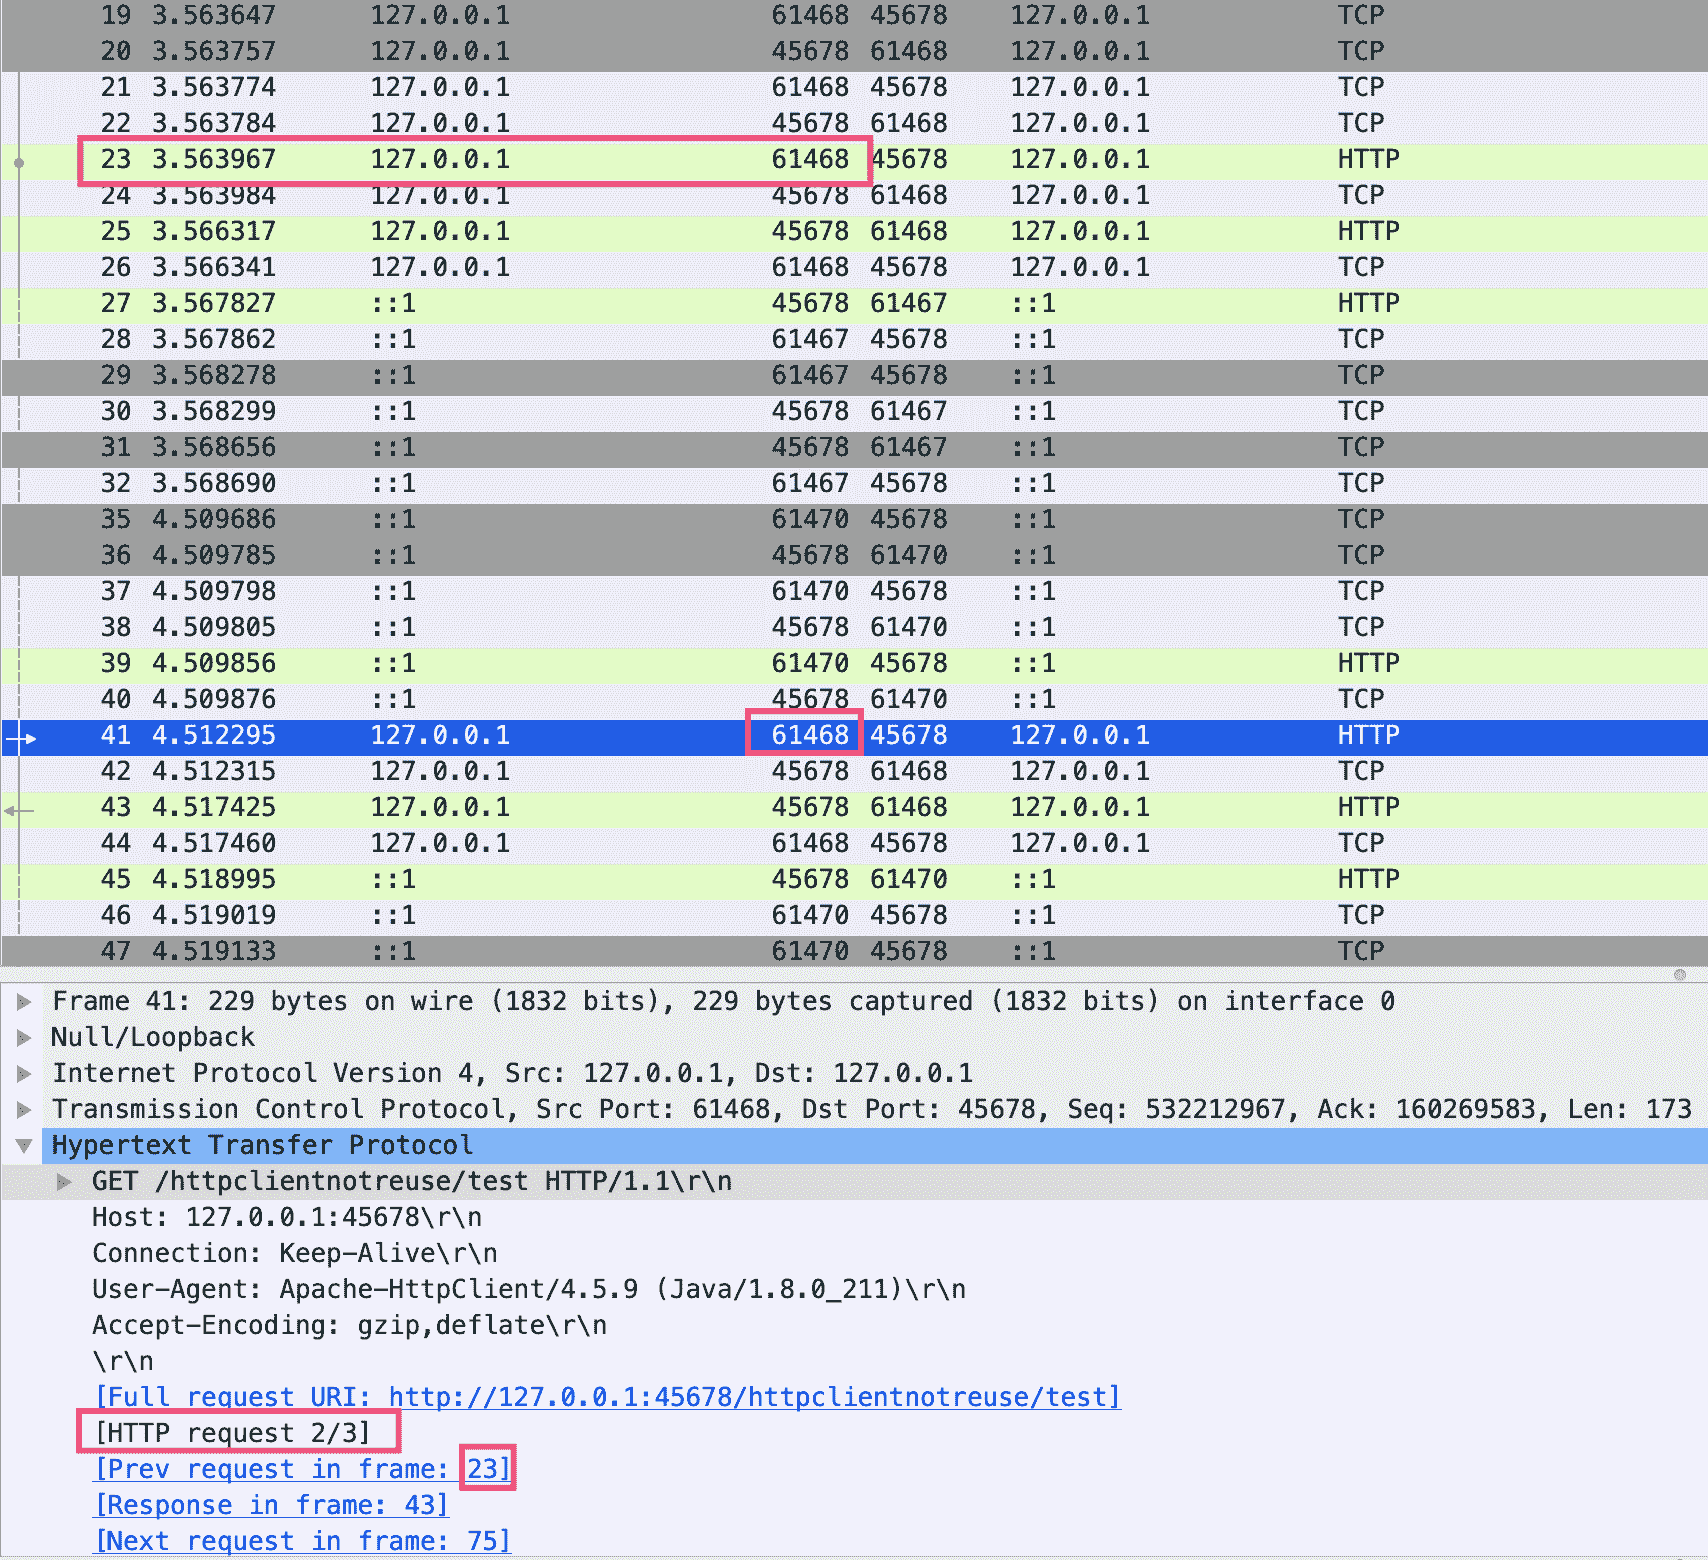 19 3.563647 127.0.0.1 61468 45678 127.0.0.1 TCP
20 3.563757 127.0.0.1 45678 61468 127.0.0.1 TCP
21 3.563774 127.0.0.1 61468 45678 127.0.0.1 TCP
22 3.563784 127.0.0.1 45678 61468 127.0.0.1 TCP
23 3.563967 127.0.0.1 61468 45678 127.0.0.1 HTTP
24 3.563984 127.0.0.1 45678 61468 127.0.0.1 TCP
25 3.566317 127.0.0.1 45678 61468 127.0.0.1 HTTP
26 3.566341 127.0.0.1 61468 45678 127.0.0.1 TCP
27 3.567827 ::1 45678 61467 ::1 HTTP
28 3.567862 ::1 61467 45678 ::1 TCP
29 3.568278 ::1 61467 45678 ::1 TCP
30 3.568299 ::1 45678 61467 ::1 TCP
31 3.568656 ::1 45678 61467 ::1 TCP
32 3.568690 ::1 61467 45678 ::1 TCP
35 4.509686 ::1 61470 45678 ::1 TCP
36 4.509785 ::1 45678 61470 ::1 TCP
37 4.509798 ::1 61470 45678 ::1 TCP
38 4.509805 ::1 45678 61470 ::1 TCP
39 4.509856 ::1 61470 45678 ::1 HTTP
40 4.509876 ::1 45678 61470 ::1 TCP
41 4.512295 127.0.0.1 61468 45678 127.0.0.1 HTTP
42 4.512315 127.0.0.1 45678 61468 127.0.0.1 TCP
43 4.517425 127.0.0.1 45678 61468 127.0.0.1 HTTP
44 4.517460 127.0.0.1 61468 45678 127.0.0.1 TCP
45 4.518995 ::1 45678 61470 ::1 HTTP
46 4.519019 ::1 61470 45678 ::1 TCP
47 4.519133 ::1 61470 45678 ::1 TCP
Frame 41: 229 bytes on wire (1832 bits), 229 bytes captured (1832 bits) on interface 0
Null/Loopback
Internet Protocol Version 4, Src: 127.0.0.1, Dst: 127.0.0.1
Transmission Control Protocol, Src Port: 61468, Dst Port: 45678, Seq: 532212967, Ack: 160269583, Len: 173
Hypertext Transfer Protocol
GET /httpclientnotreuse/test HTTP/1.1\r\n
Host: 127.0.0.1:45678\r\n
Connection: Keep-Alive\r\n
User-Agent: Apache-HttpClient/4.5.9 (Java/1.8.0_211)\r\n
Accept-Encoding: gzip,deflate\r\n
\r\n
[Full request URI: http://127.0.0.1:45678/httpclientnotreuse/test]
[HTTP request 2/3]
[Prev request in frame: 23]
[Response in frame: 43]
[Next request in frame: 75]